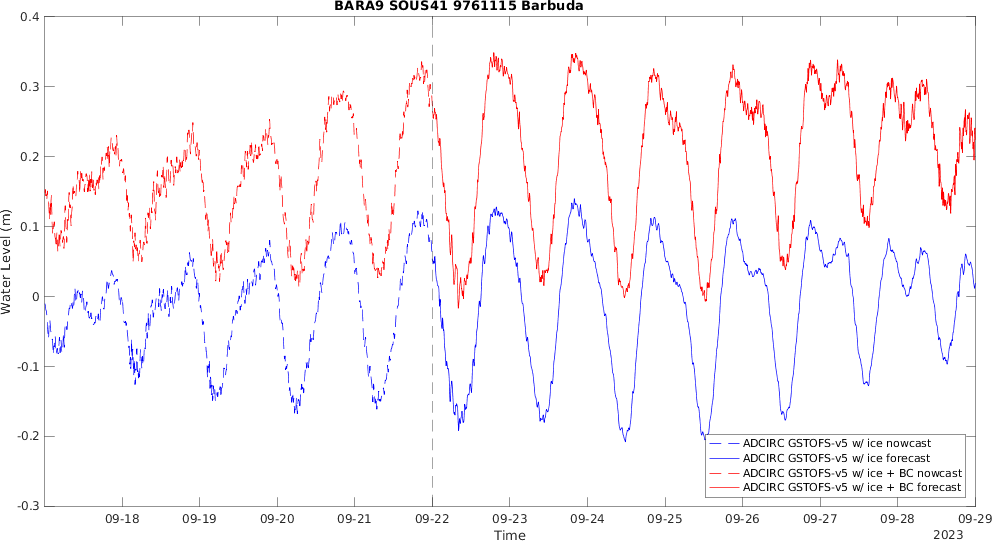 BARA9 SOUS41 9761115 Barbuda
0.4
0.3
0.2
0.1
0
-0.1
-0.2
-0.3
Water Level (m)
ADCIRC GSTOFS-v5 w/ ice nowcast
ADCIRC GSTOFS-v5 w/ ice forecast
ADCIRC GSTOFS-v5 w/ ice + BC nowcast
ADCIRC GSTOFS-v5 w/ ice + BC forecast
09-18 09-19 09-20 09-21 09-22 09-23 09-24 09-25 09-26 09-27 09-28 09-29
Time
2023